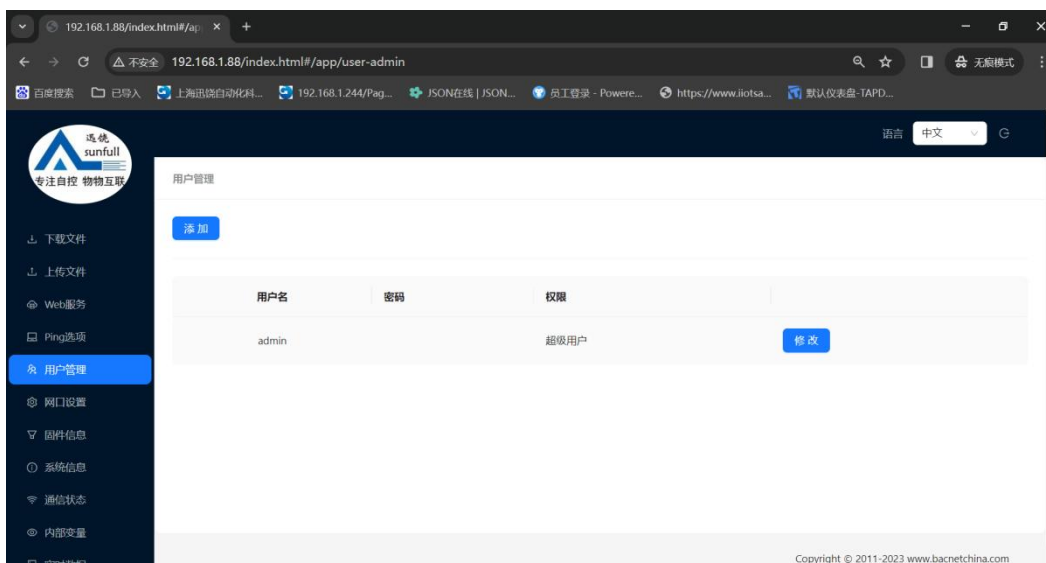 192.168.1.88/index.html#/ap
不安全 192.168.1.88/index.html#/app/user-admin 无痕模式
百度搜索 已导入 上海迅饶自动化科... 192.168.1.244/Pag... JSON在线 | JSON... 员工登录 - Powere... https://www.iiotsa... 默认仪表盘-TAPD...
迅饶
sunfull
专注自控 物物互联
语言 中文
用户管理
添加
下载文件
上传文件
Web服务
Ping选项
用户管理
网口设置
固件信息
系统信息
通信状态
内部变量
用户名 密码 权限
admin 超级用户 修改
Copyright © 2011-2023 www.bacnetchina.com